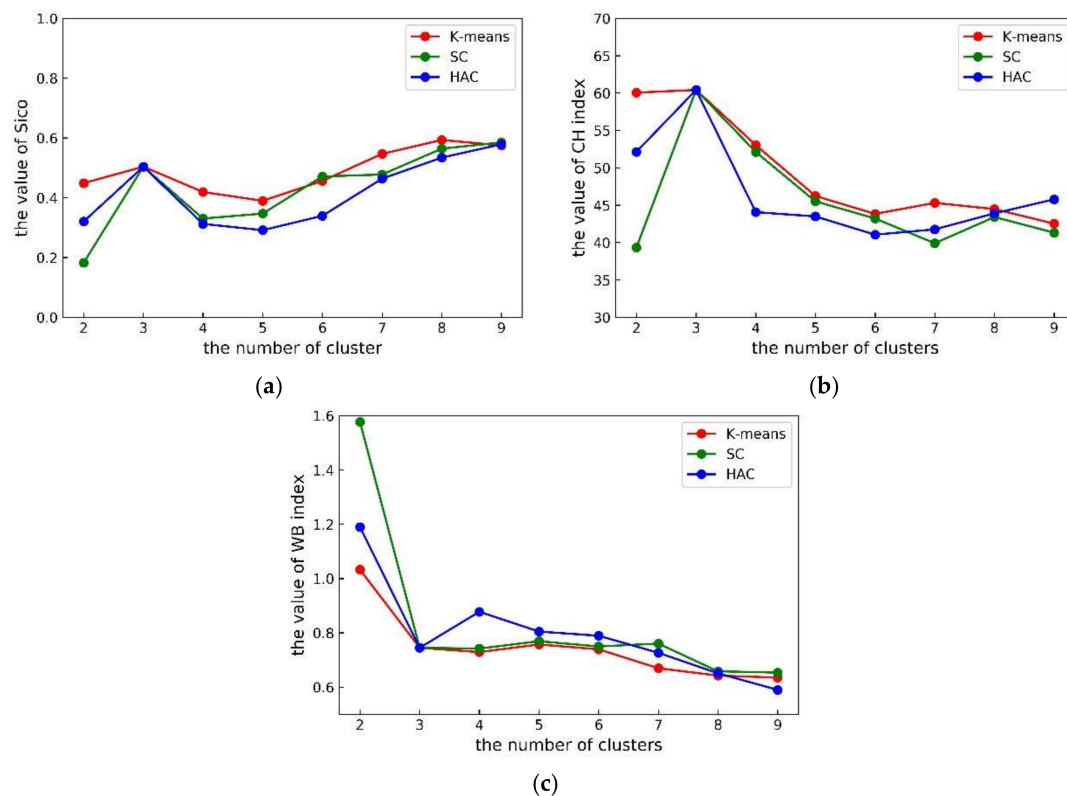 1.0
0.8
0.6
0.4
0.2
0.0
the value of Sico
K-means
SC
HAC
2 3 4 5 6 7 8 9
the number of cluster
(a)
70
65
60
55
50
45
40
35
30
the value of CH index
K-means
SC
HAC
2 3 4 5 6 7 8 9
the number of clusters
(b)
1.6
1.4
1.2
1.0
0.8
0.6
the value of WB index
K-means
SC
HAC
2 3 4 5 6 7 8 9
the number of clusters
(c)